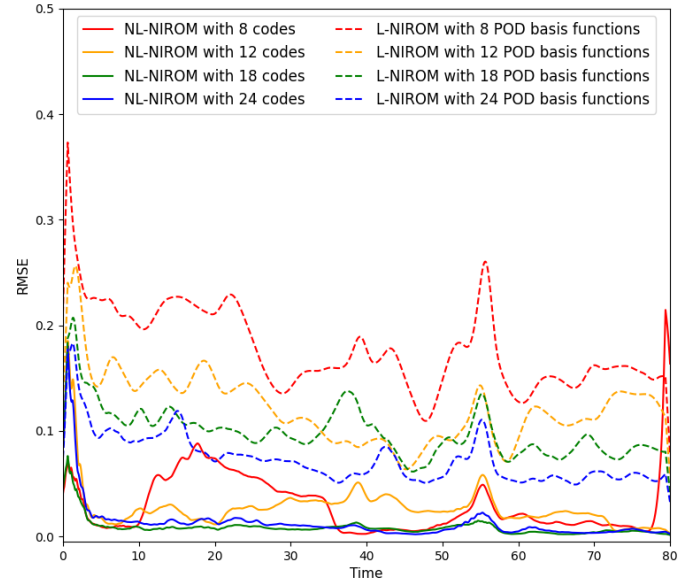 0.5
0.4
0.3
0.2
0.1
0.0
RMSE
NL-NIROM with 8 codes
NL-NIROM with 12 codes
NL-NIROM with 18 codes
NL-NIROM with 24 codes
L-NIROM with 8 POD basis functions
L-NIROM with 12 POD basis functions
L-NIROM with 18 POD basis functions
L-NIROM with 24 POD basis functions
0 10 20 30 40 50 60 70 80
Time